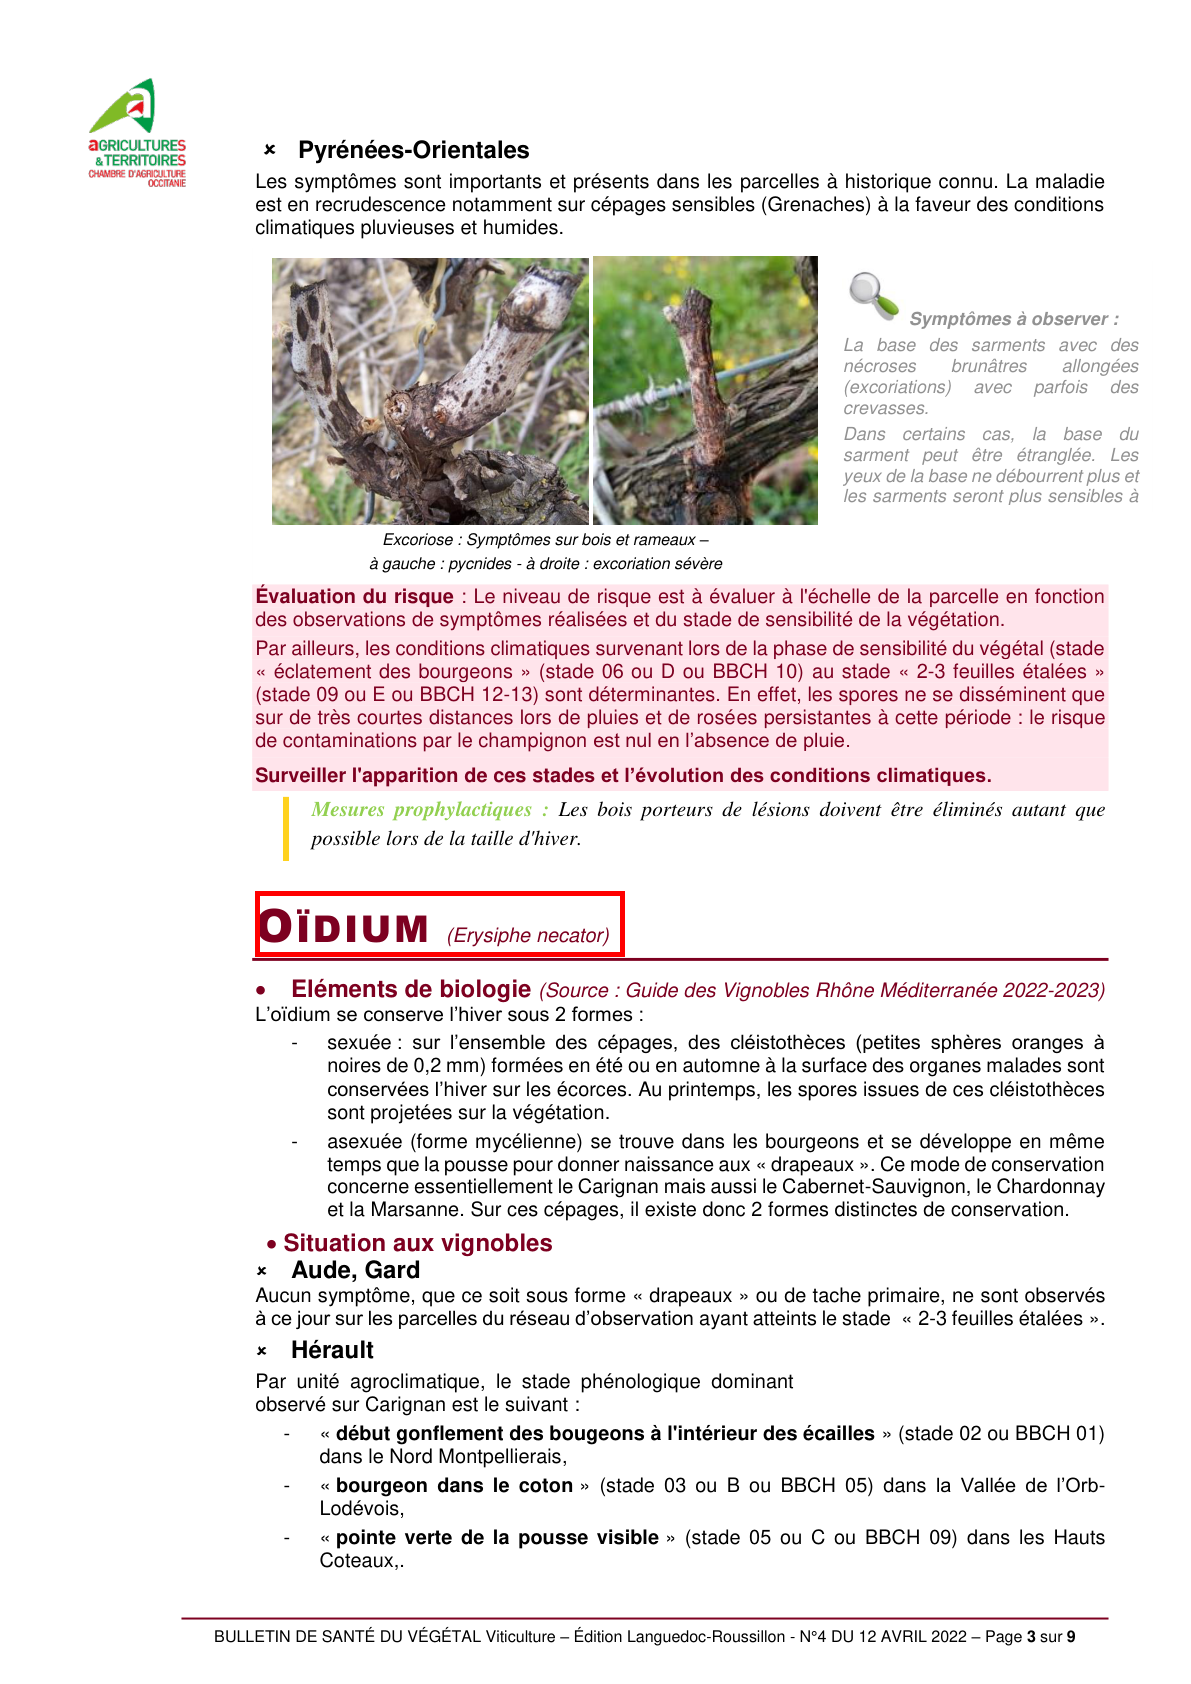 aGRICULTURES
& TERRITOIRES
CHAMBRE D'AGRICULTURE
OCCITANIE
× Pyrénées-Orientales
Les symptômes sont importants et présents dans les parcelles à historique connu. La maladie
est en recrudescence notamment sur cépages sensibles (Grenaches) à la faveur des conditions
climatiques pluvieuses et humides.
Symptômes à observer :
La base des sarments avec des
nécroses brunâtres allongées
(excoriations) avec parfois des
crevasses.
Dans certains cas, la base du
sarment peut être étranglée. Les
yeux de la base ne débourrent plus et
les sarments seront plus sensibles à
Excoriose : Symptômes sur bois et rameaux –
à gauche : pycnides - à droite : excoriation sévère
Évaluation du risque : Le niveau de risque est à évaluer à l'échelle de la parcelle en fonction
des observations de symptômes réalisées et du stade de sensibilité de la végétation.
Par ailleurs, les conditions climatiques survenant lors de la phase de sensibilité du végétal (stade
« éclatement des bourgeons » (stade 06 ou D ou BBCH 10) au stade « 2-3 feuilles étalées »
(stade 09 ou E ou BBCH 12-13) sont déterminantes. En effet, les spores ne se disséminent que
sur de très courtes distances lors de pluies et de rosées persistantes à cette période : le risque
de contaminations par le champignon est nul en l’absence de pluie.
Surveiller l'apparition de ces stades et l’évolution des conditions climatiques.
Mesures prophylactiques : Les bois porteurs de lésions doivent être éliminés autant que
possible lors de la taille d'hiver.
OÏDIUM (Erysiphe necator)
• Eléments de biologie (Source : Guide des Vignobles Rhône Méditerranée 2022-2023)
L’oïdium se conserve l’hiver sous 2 formes :
- sexuée : sur l’ensemble des cépages, des cléistothèces (petites sphères oranges à
noires de 0,2 mm) formées en été ou en automne à la surface des organes malades sont
conservées l’hiver sur les écorces. Au printemps, les spores issues de ces cléistothèces
sont projetées sur la végétation.
- asexuée (forme mycélienne) se trouve dans les bourgeons et se développe en même
temps que la pousse pour donner naissance aux « drapeaux ». Ce mode de conservation
concerne essentiellement le Carignan mais aussi le Cabernet-Sauvignon, le Chardonnay
et la Marsanne. Sur ces cépages, il existe donc 2 formes distinctes de conservation.
• Situation aux vignobles
× Aude, Gard
Aucun symptôme, que ce soit sous forme « drapeaux » ou de tache primaire, ne sont observés
à ce jour sur les parcelles du réseau d’observation ayant atteints le stade « 2-3 feuilles étalées ».
× Hérault
Par unité agroclimatique, le stade phénologique dominant
observé sur Carignan est le suivant :
- « début gonflement des bougeons à l'intérieur des écailles » (stade 02 ou BBCH 01)
dans le Nord Montpellierais,
- « bourgeon dans le coton » (stade 03 ou B ou BBCH 05) dans la Vallée de l’Orb-
Lodévois,
- « pointe verte de la pousse visible » (stade 05 ou C ou BBCH 09) dans les Hauts
Coteaux,.
BULLETIN DE SANTÉ DU VÉGÉTAL Viticulture – Édition Languedoc-Roussillon - N°4 DU 12 AVRIL 2022 – Page 3 sur 9